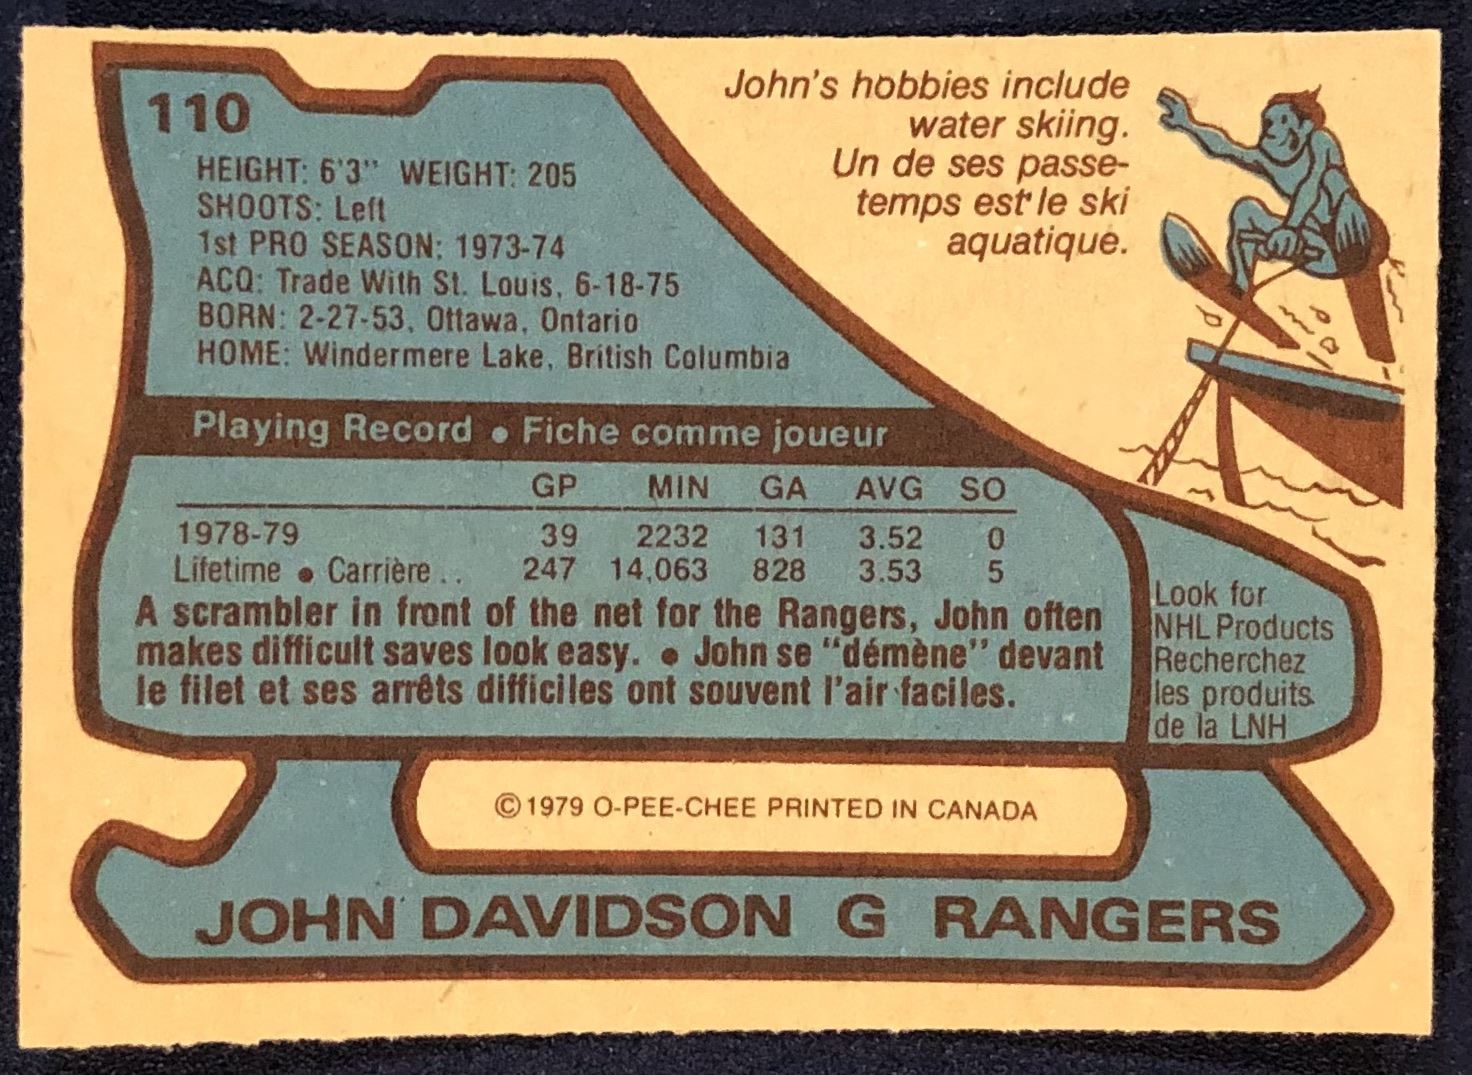 110
HEIGHT: 6'3" WEIGHT: 205
SHOOTS: Left
1st PRO SEASON: 1973-74
ACQ: Trade With St. Louis, 6-18-75
BORN: 2-27-53, Ottawa, Ontario
HOME: Windermere Lake, British Columbia
John's hobbies include
water skiing.
Un de ses passe-
temps est le ski
aquatique.
Playing Record • Fiche comme joueur
GP MIN GA AVG SO
1978-79 39 2232 131 3.52 0
Lifetime • Carrière .. 247 14,063 828 3.53 5
A scrambler in front of the net for the Rangers, John often
makes difficult saves look easy. • John se "démène" devant
le filet et ses arrêts difficiles ont souvent l'air faciles.
Look for
NHL Products
Recherchez
les produits
de la LNH
©1979 O-PEE-CHEE PRINTED IN CANADA
JOHN DAVIDSON G RANGERS